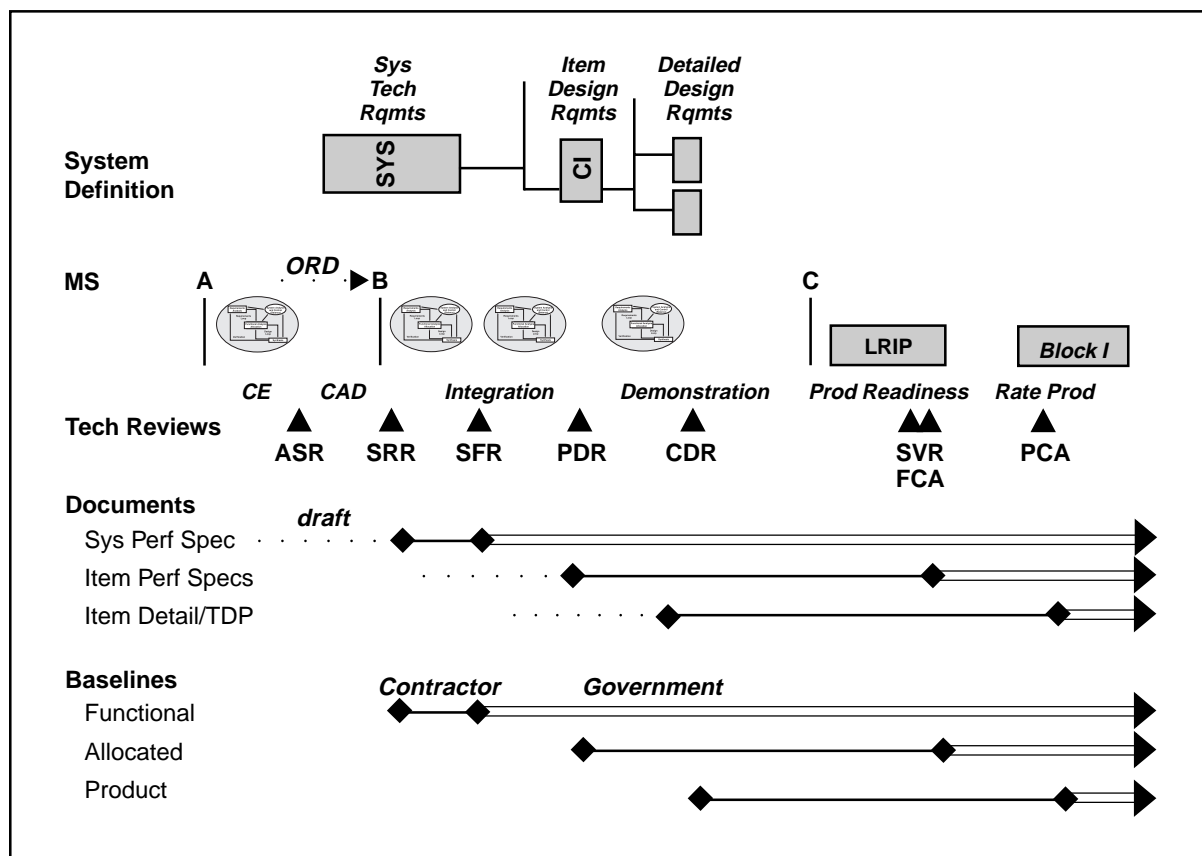 Sys
Tech
Rqmts
Item
Design
Rqmts
Detailed
Design
Rqmts
System
Definition
SYS
CI
MS
A
ORD
B
C
LRIP
Block I
CE
CAD
Integration
Demonstration
Prod Readiness
Rate Prod
Tech Reviews
ASR
SRR
SFR
PDR
CDR
SVR
FCA
PCA
Documents
draft
Sys Perf Spec
Item Perf Specs
Item Detail/TDP
Baselines
Contractor
Government
Functional
Allocated
Product